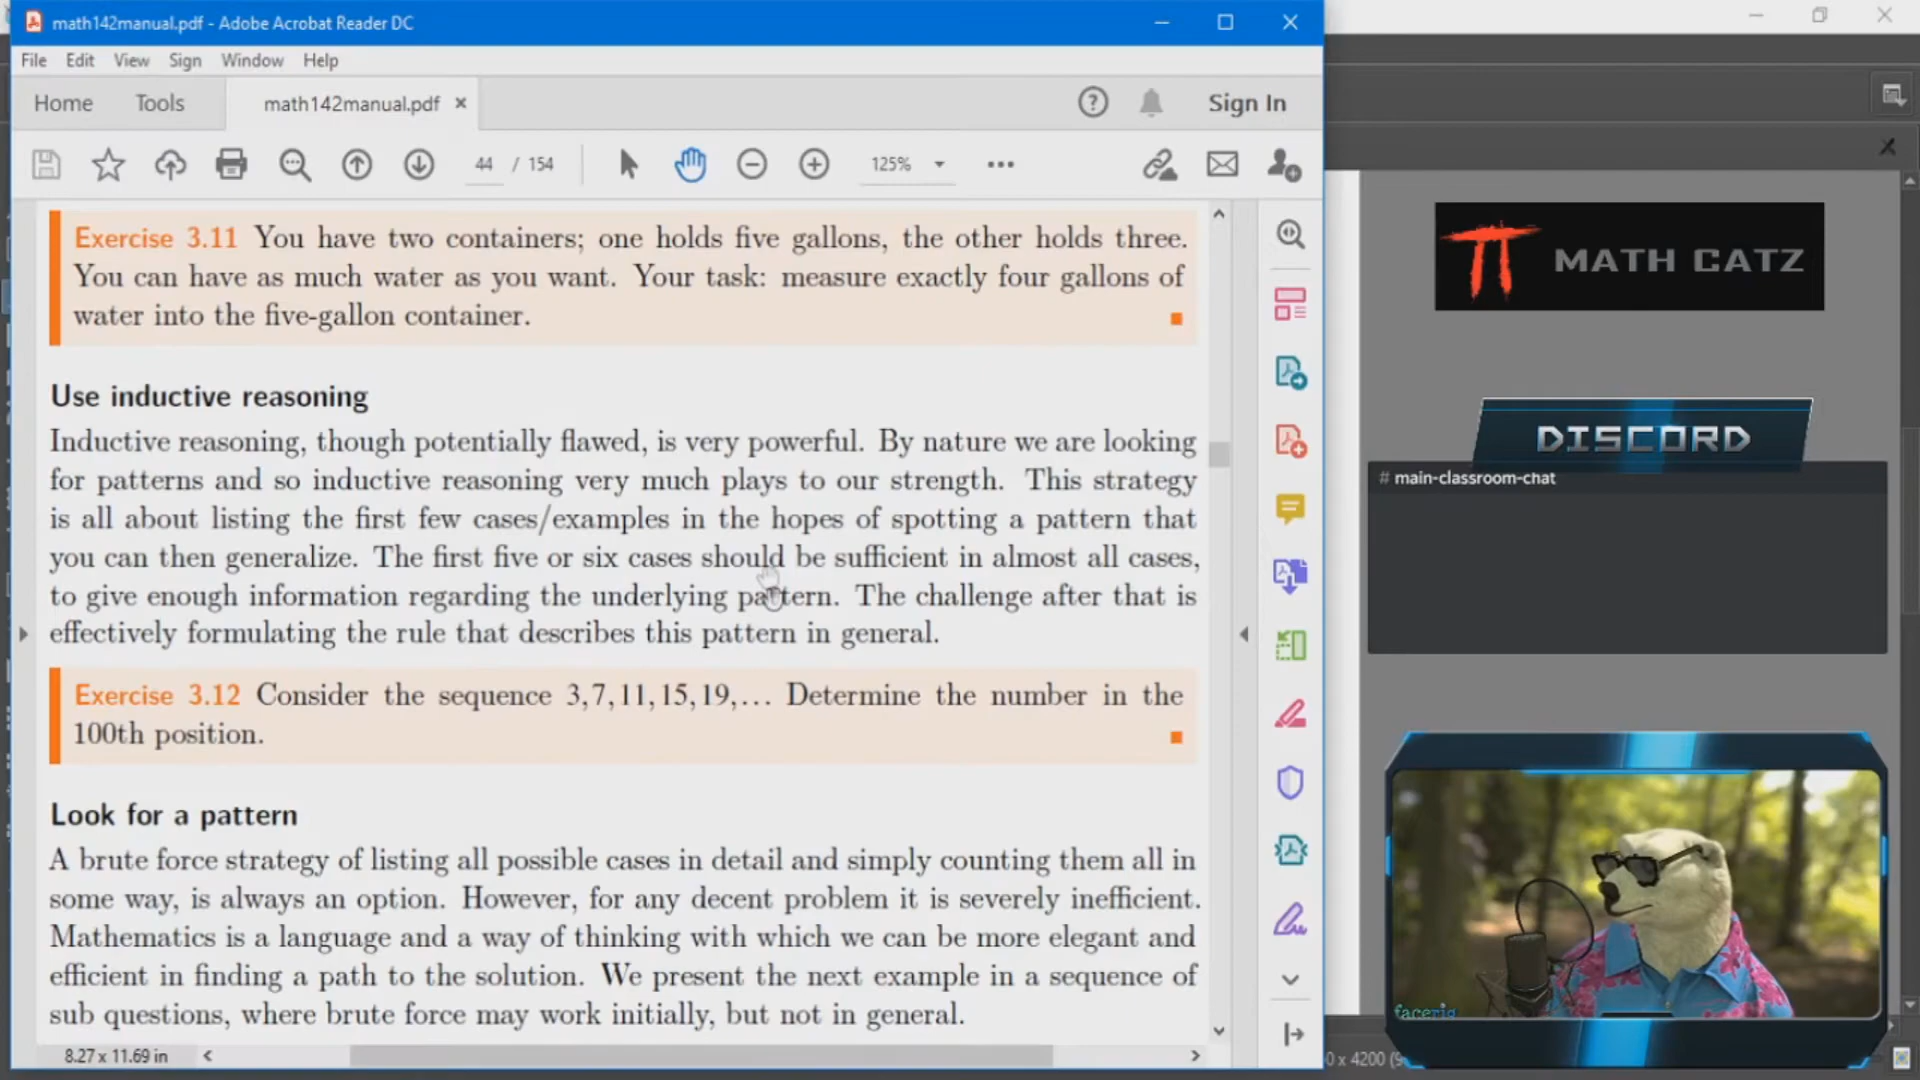 math142manual.pdf - Adobe Acrobat Reader DC
File Edit View Sign Window Help
Home Tools math142manual.pdf × Sign In
44 / 154 125%
Exercise 3.11 You have two containers; one holds five gallons, the other holds three.
You can have as much water as you want. Your task: measure exactly four gallons of
water into the five-gallon container.
Use inductive reasoning
Inductive reasoning, though potentially flawed, is very powerful. By nature we are looking
for patterns and so inductive reasoning very much plays to our strength. This strategy
is all about listing the first few cases/examples in the hopes of spotting a pattern that
you can then generalize. The first five or six cases should be sufficient in almost all cases,
to give enough information regarding the underlying pattern. The challenge after that is
effectively formulating the rule that describes this pattern in general.
Exercise 3.12 Consider the sequence 3,7,11,15,19,... Determine the number in the
100th position.
Look for a pattern
A brute force strategy of listing all possible cases in detail and simply counting them all in
some way, is always an option. However, for any decent problem it is severely inefficient.
Mathematics is a language and a way of thinking with which we can be more elegant and
efficient in finding a path to the solution. We present the next example in a sequence of
sub questions, where brute force may work initially, but not in general.
8.27 x 11.69 in
MATH CATZ
DISCORD
# main-classroom-chat
facerig